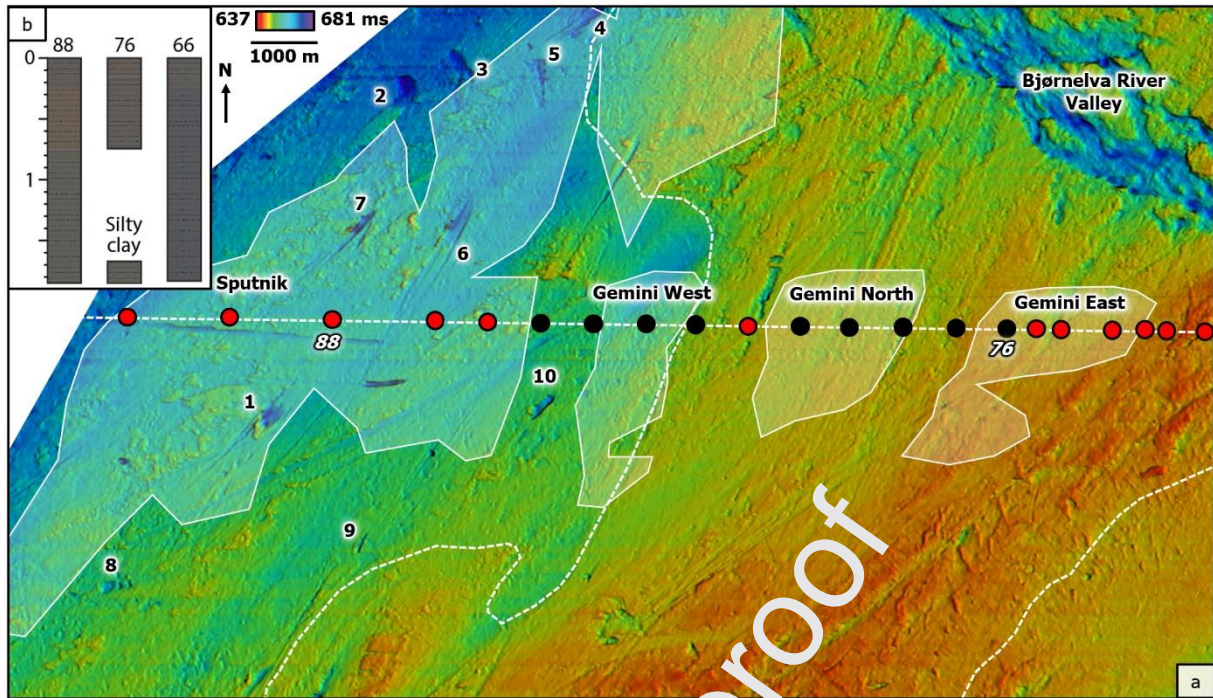 b
88 76 66
0
1
Silty
clay
637 681 ms
1000 m
N
4
5
3
2
Bjørnelva River
Valley
7
6
Sputnik
Gemini West
Gemini North
Gemini East
88
76
10
1
9
8
proof
a